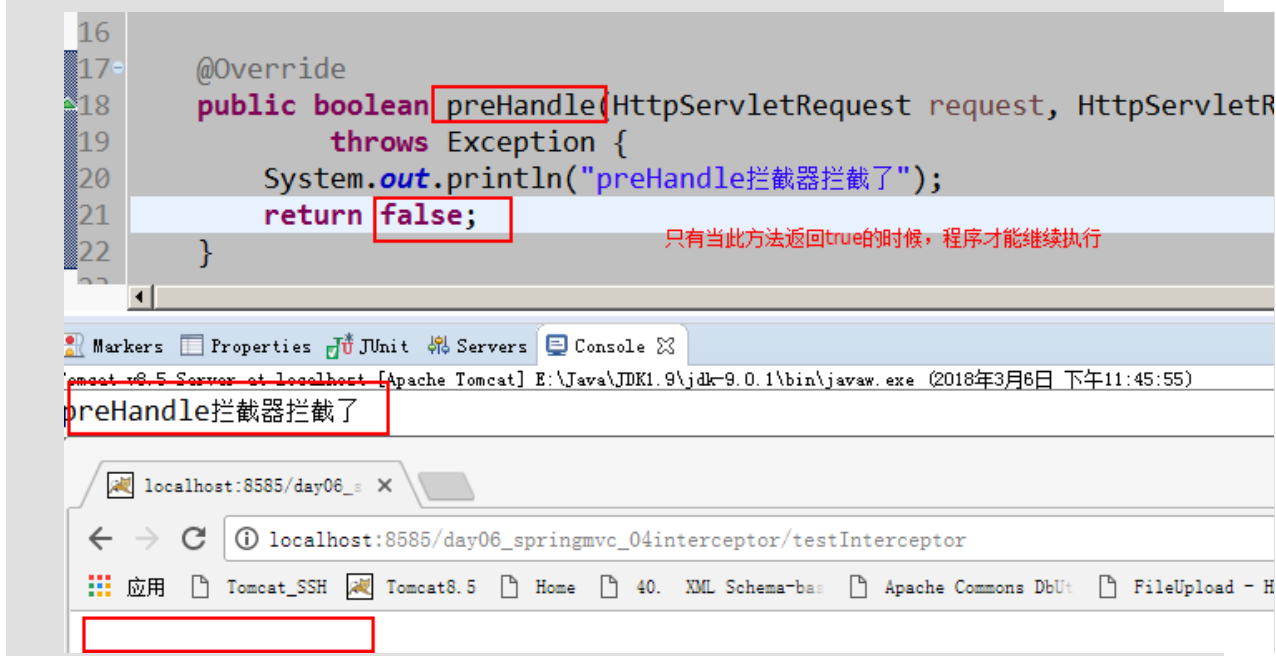 16
17 @Override
18 public boolean preHandle(HttpServletRequest request, HttpServletR
19 throws Exception {
20 System.out.println("preHandle拦截器拦截了");
21 return false;
只有当此方法返回true的时候，程序才能继续执行
22 }
Markers Properties JUnit Servers Console
Tomcat v8.5 Server at localhost [Apache Tomcat] E:\Java\JDK1.9\jdk-9.0.1\bin\javaw.exe (2018年3月6日 下午11:45:55)
preHandle拦截器拦截了
localhost:8585/day06_s
localhost:8585/day06_springmvc_04interceptor/testInterceptor
应用 Tomcat_SSH Tomcat8.5 Home 40. XML Schema-bas Apache Commons DbUt FileUpload - H